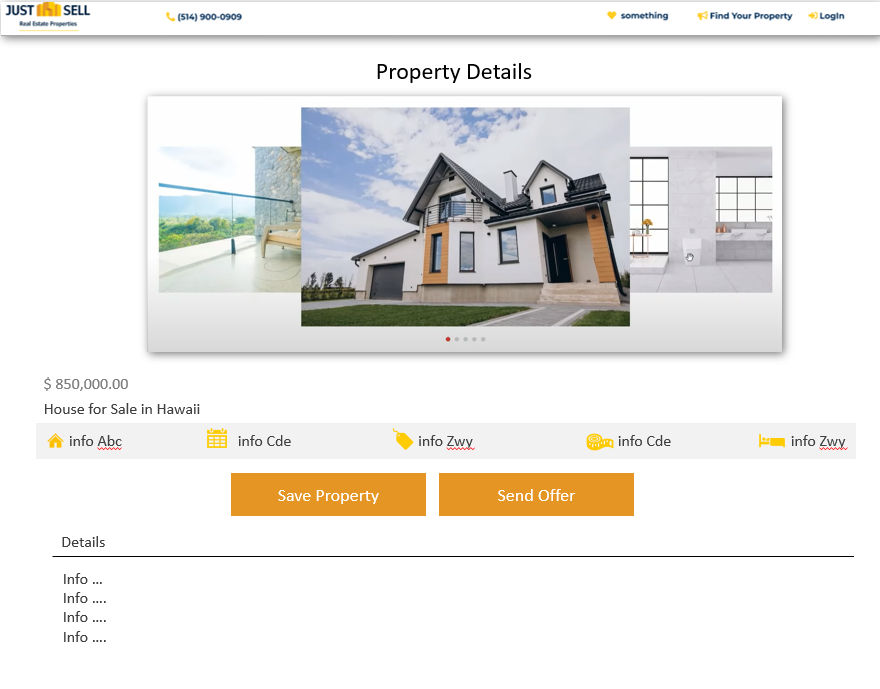 JUST SELL
Real Estate Properties
(514) 900-0909
something
Find Your Property
LogIn
Property Details
$ 850,000.00
House for Sale in Hawaii
info Abc
info Cde
info Zwy
info Cde
info Zwy
Save Property
Send Offer
Details
Info ...
Info ....
Info ....
Info ....